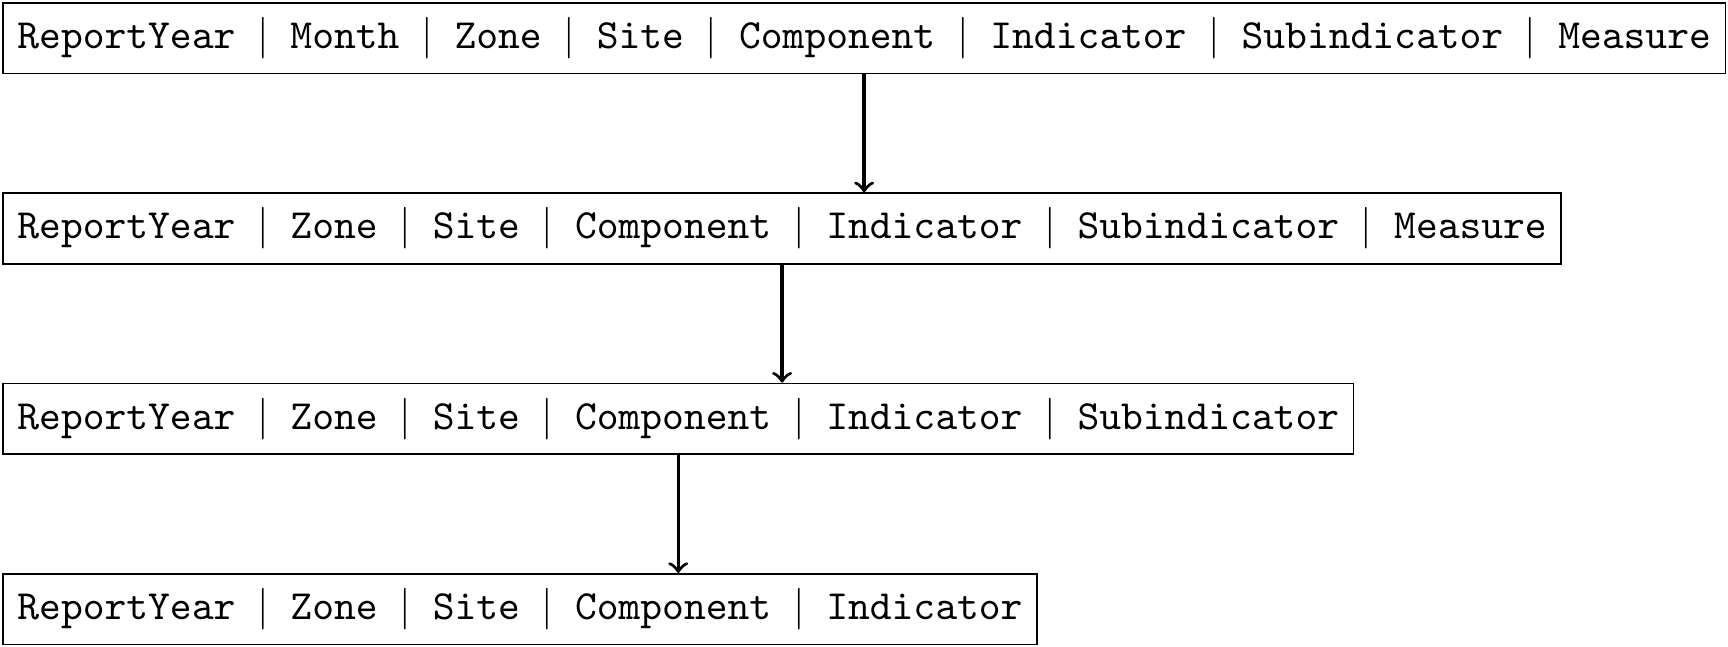 ReportYear | Month | Zone | Site | Component | Indicator | Subindicator | Measure
ReportYear | Zone | Site | Component | Indicator | Subindicator | Measure
ReportYear | Zone | Site | Component | Indicator | Subindicator
ReportYear | Zone | Site | Component | Indicator